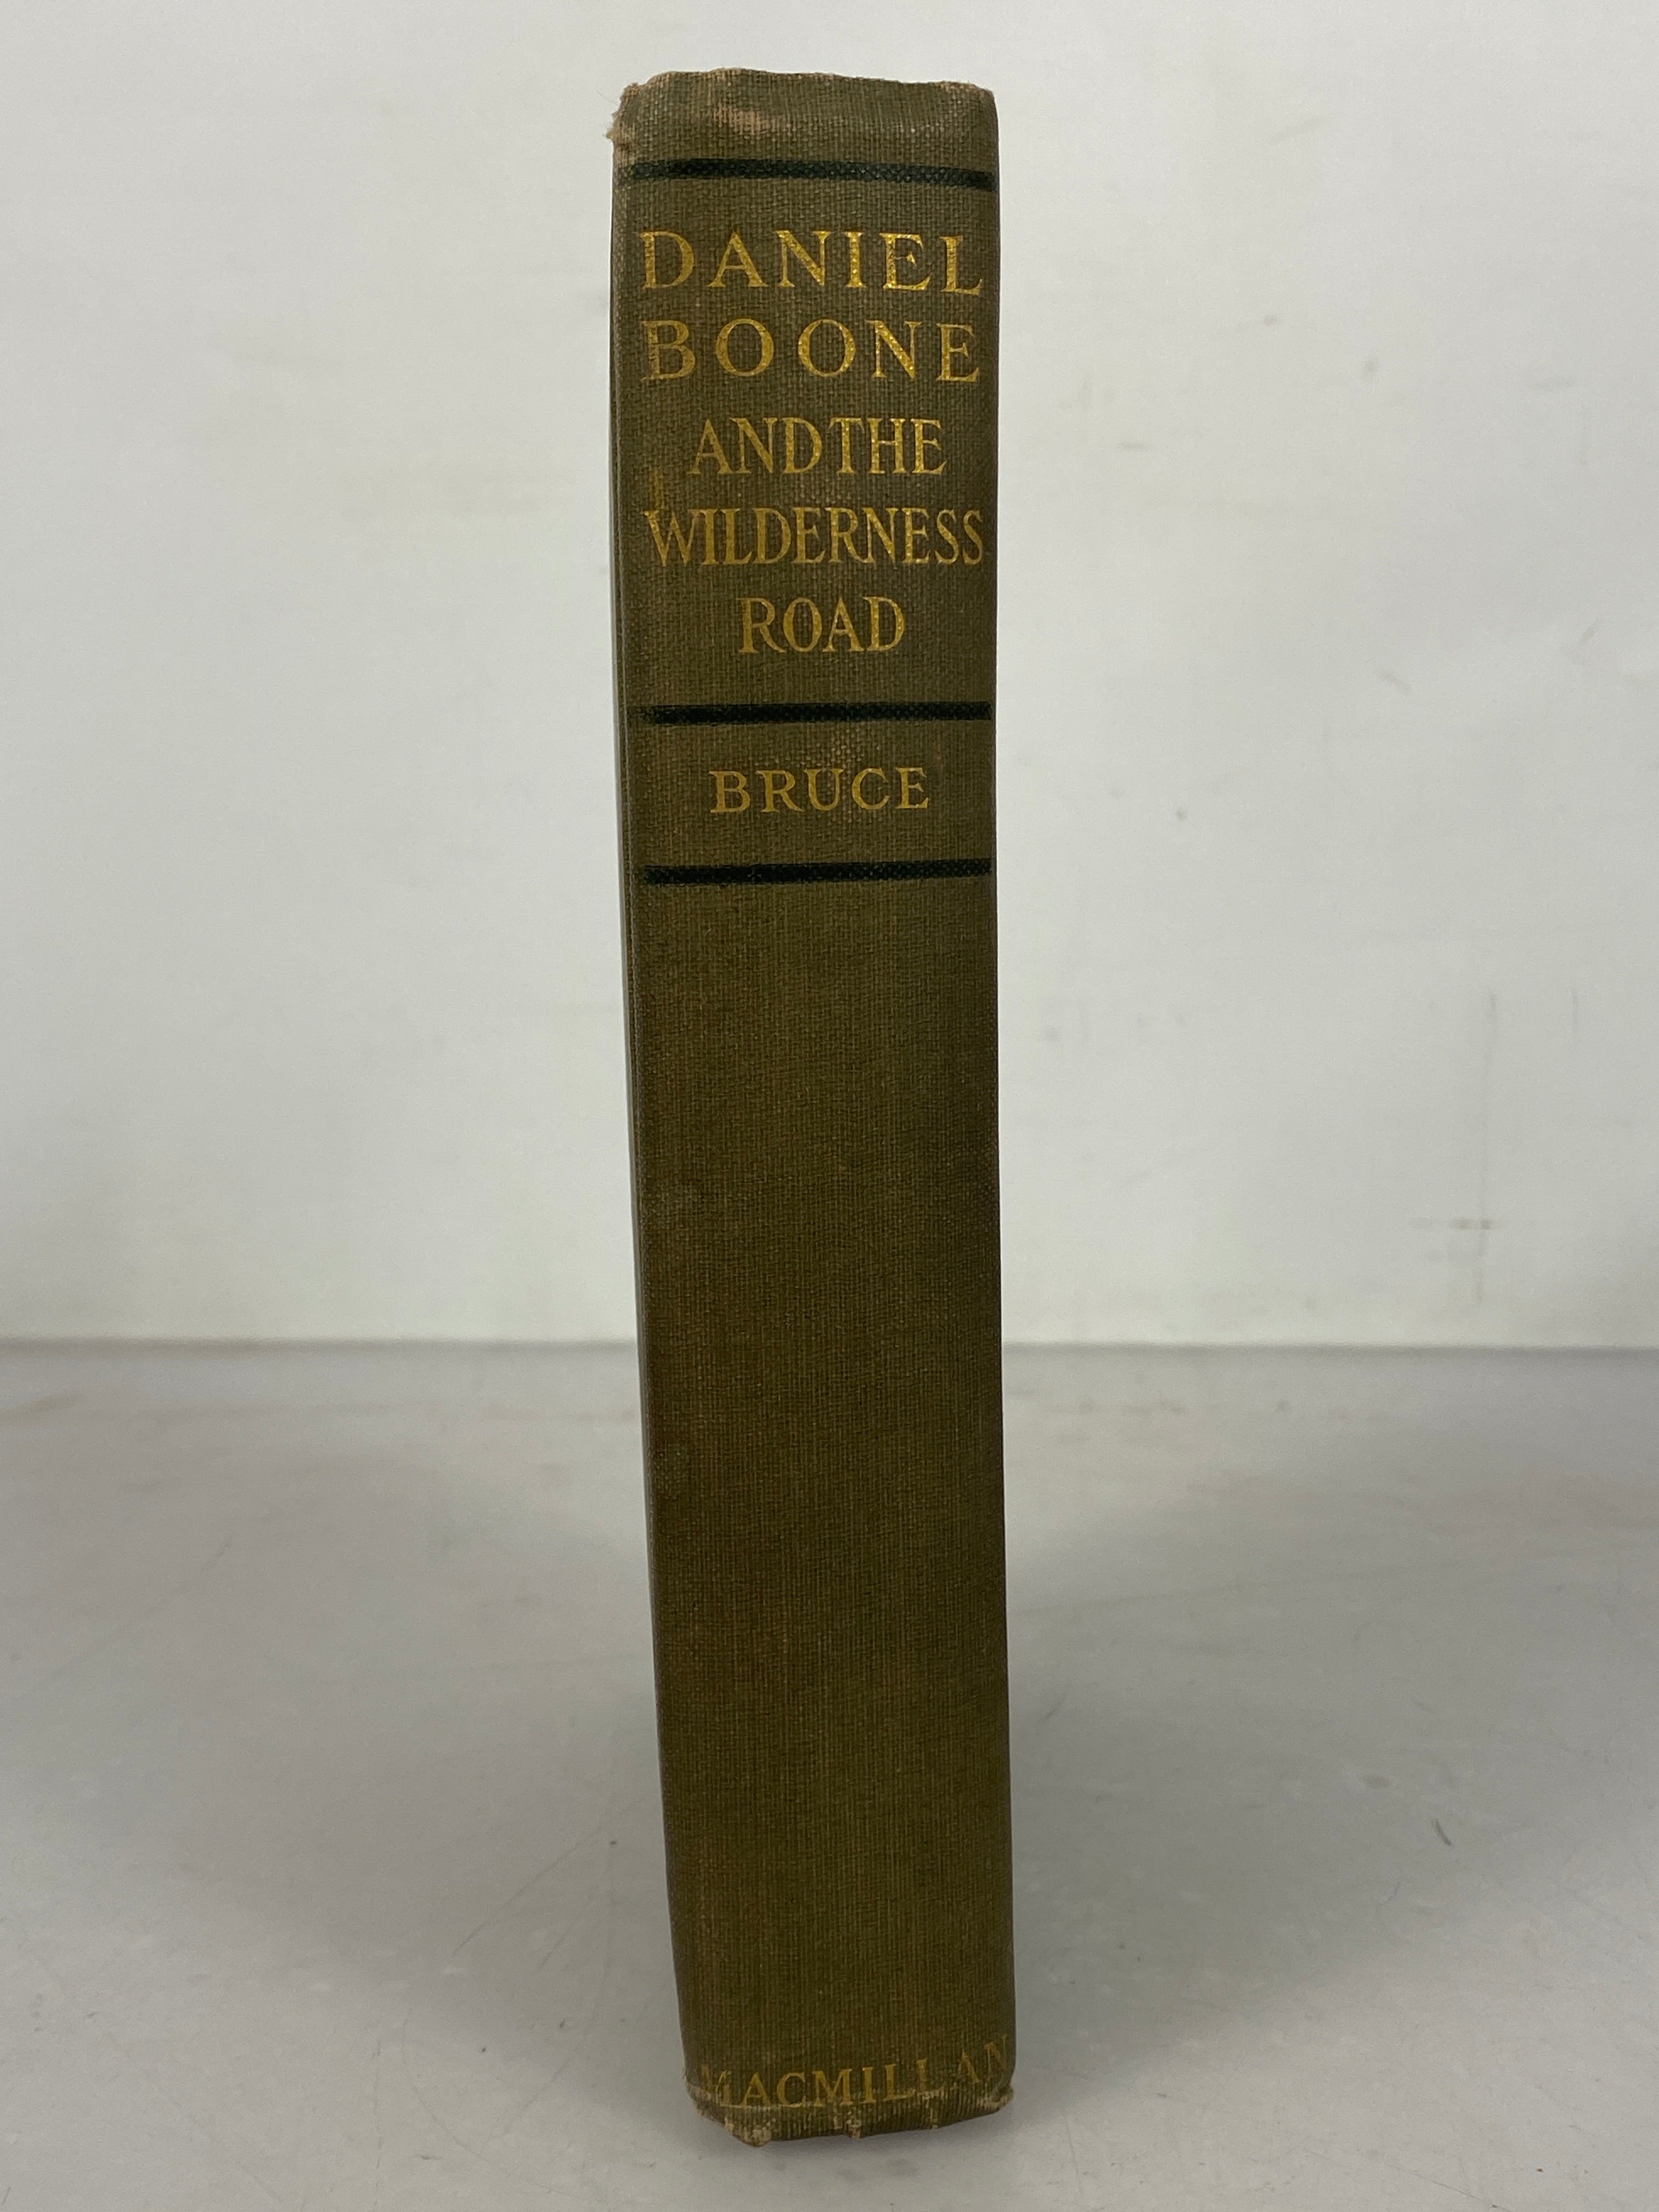 DANIEL
BOONE
AND THE
WILDERNESS
ROAD
BRUCE
MACMILLAN